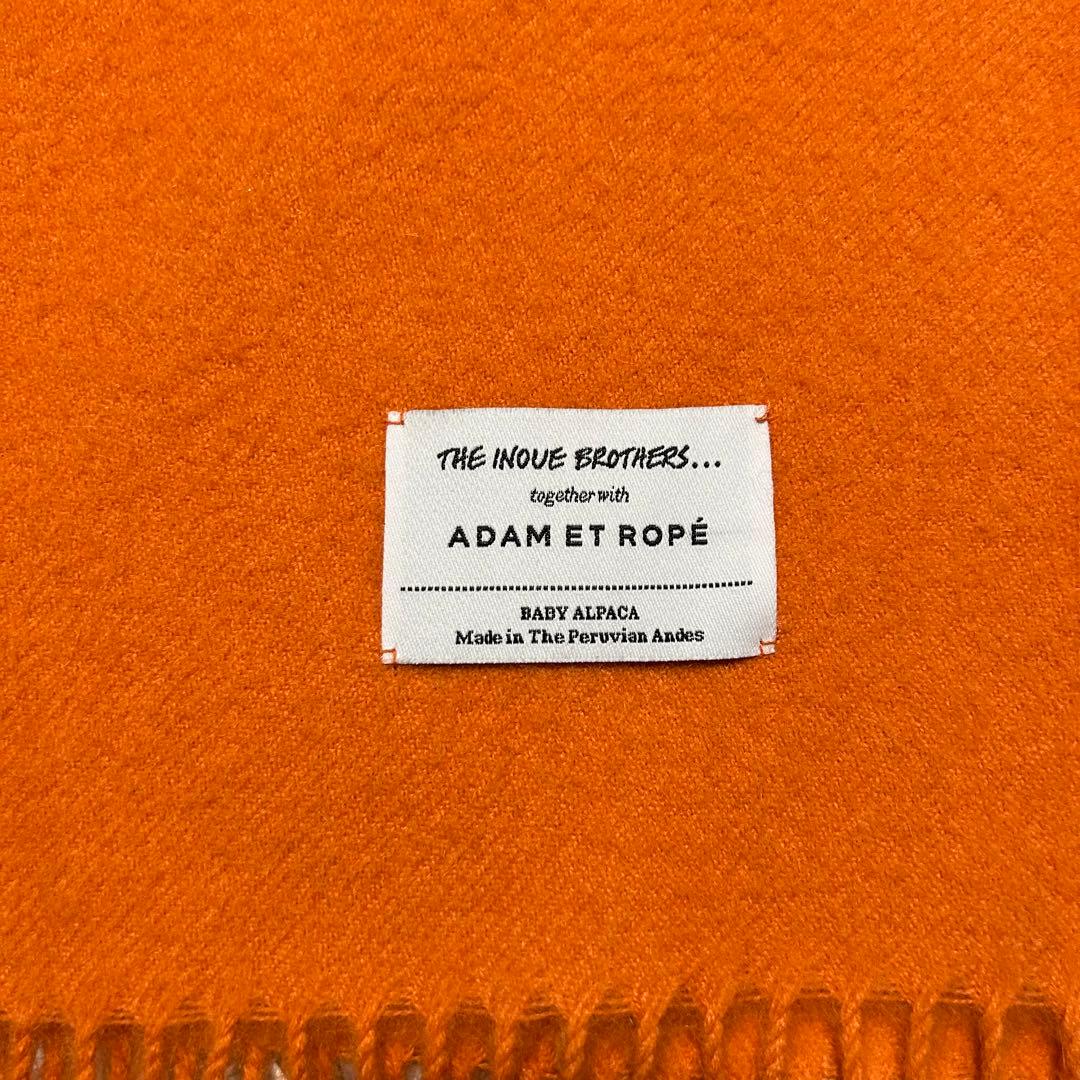 THE INOUE BROTHERS...
together with
ADAM ET ROPÉ
BABY ALPACA
Made in The Peruvian Andes